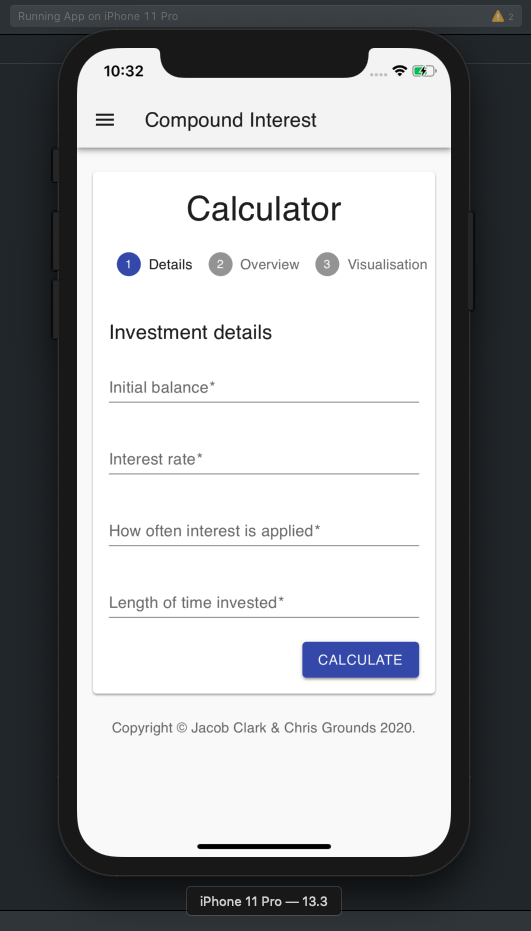 Running App on iPhone 11 Pro
2
10:32
Compound Interest
Calculator
1 Details 2 Overview 3 Visualisation
Investment details
Initial balance*
Interest rate*
How often interest is applied*
Length of time invested*
CALCULATE
Copyright © Jacob Clark & Chris Grounds 2020.
iPhone 11 Pro — 13.3